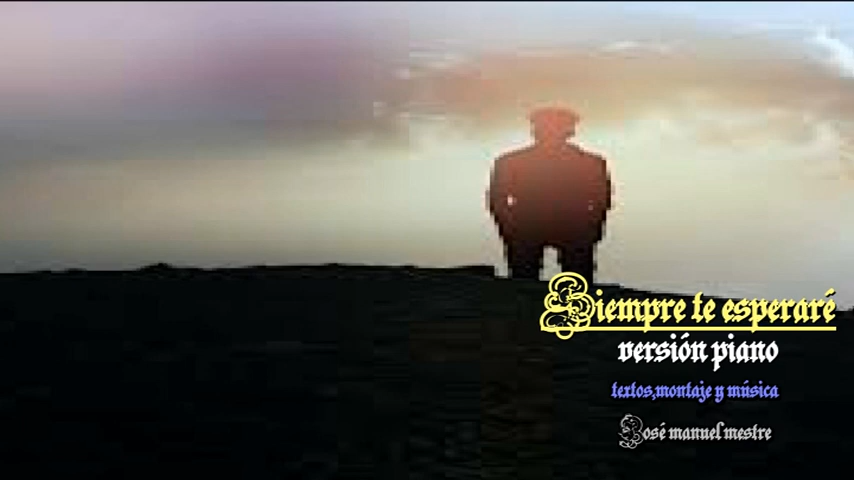 Siempre te esperaré
versión piano
textos,montaje y música
José manuel mestre